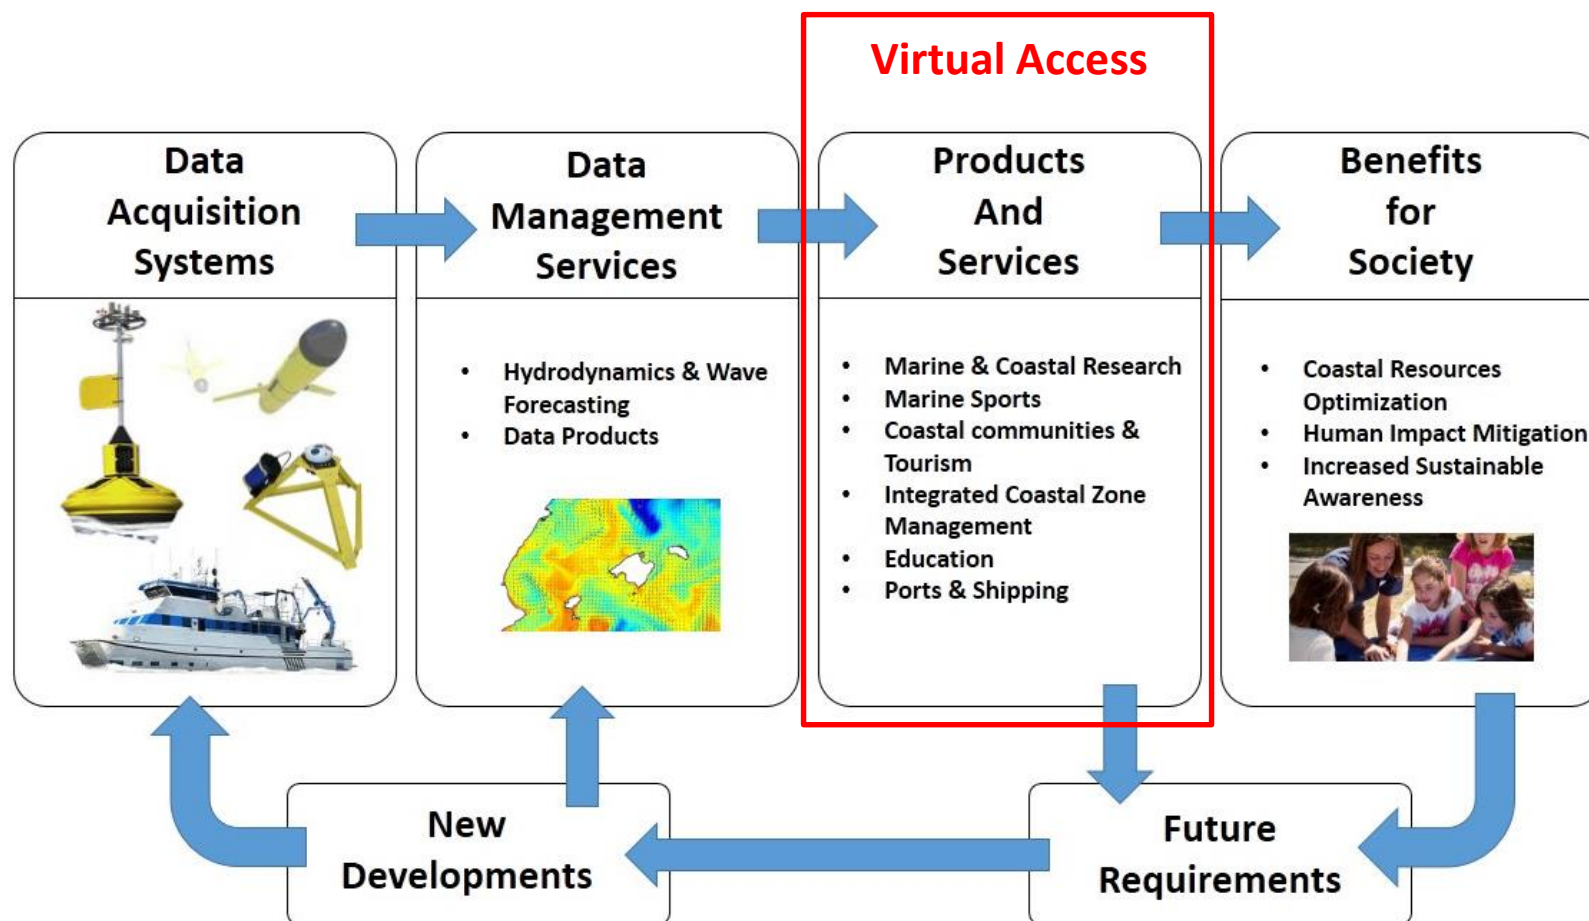 Virtual Access
Data
Acquisition
Systems
Data
Management
Services
• Hydrodynamics & Wave
Forecasting
• Data Products
Products
And
Services
• Marine & Coastal Research
• Marine Sports
• Coastal communities &
Tourism
• Integrated Coastal Zone
Management
• Education
• Ports & Shipping
Benefits
for
Society
• Coastal Resources
Optimization
• Human Impact Mitigation
• Increased Sustainable
Awareness
New
Developments
Future
Requirements